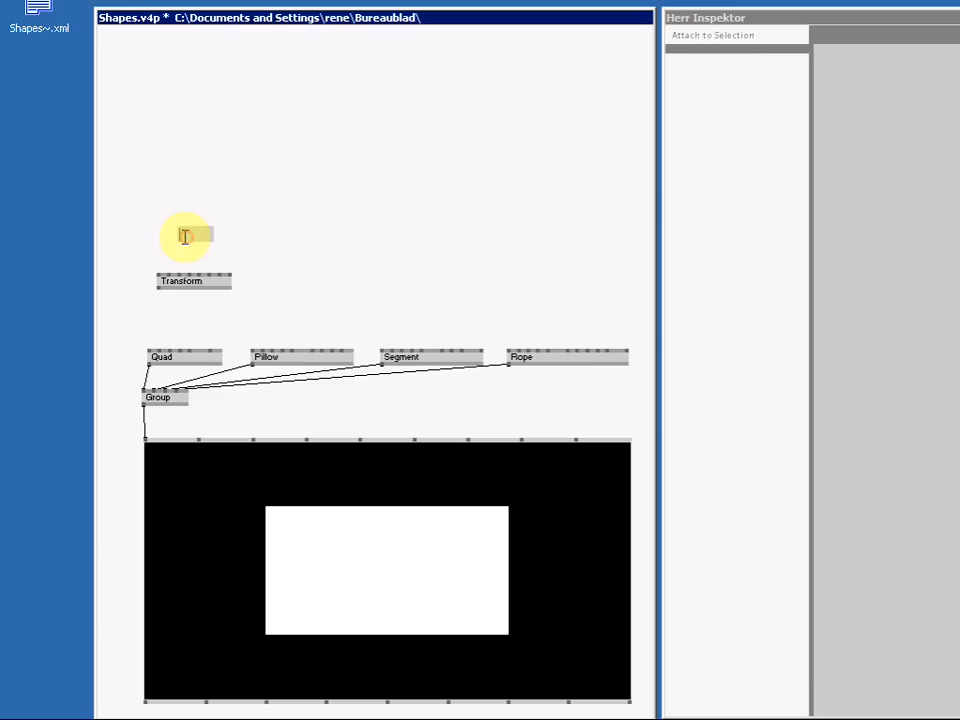 Shapes~.xml
Shapes.v4p * C:\Documents and Settings\rene\Bureaublad\
Herr Inspektor
Attach to Selection
Transform
Quad
Pillow
Segment
Rope
Group